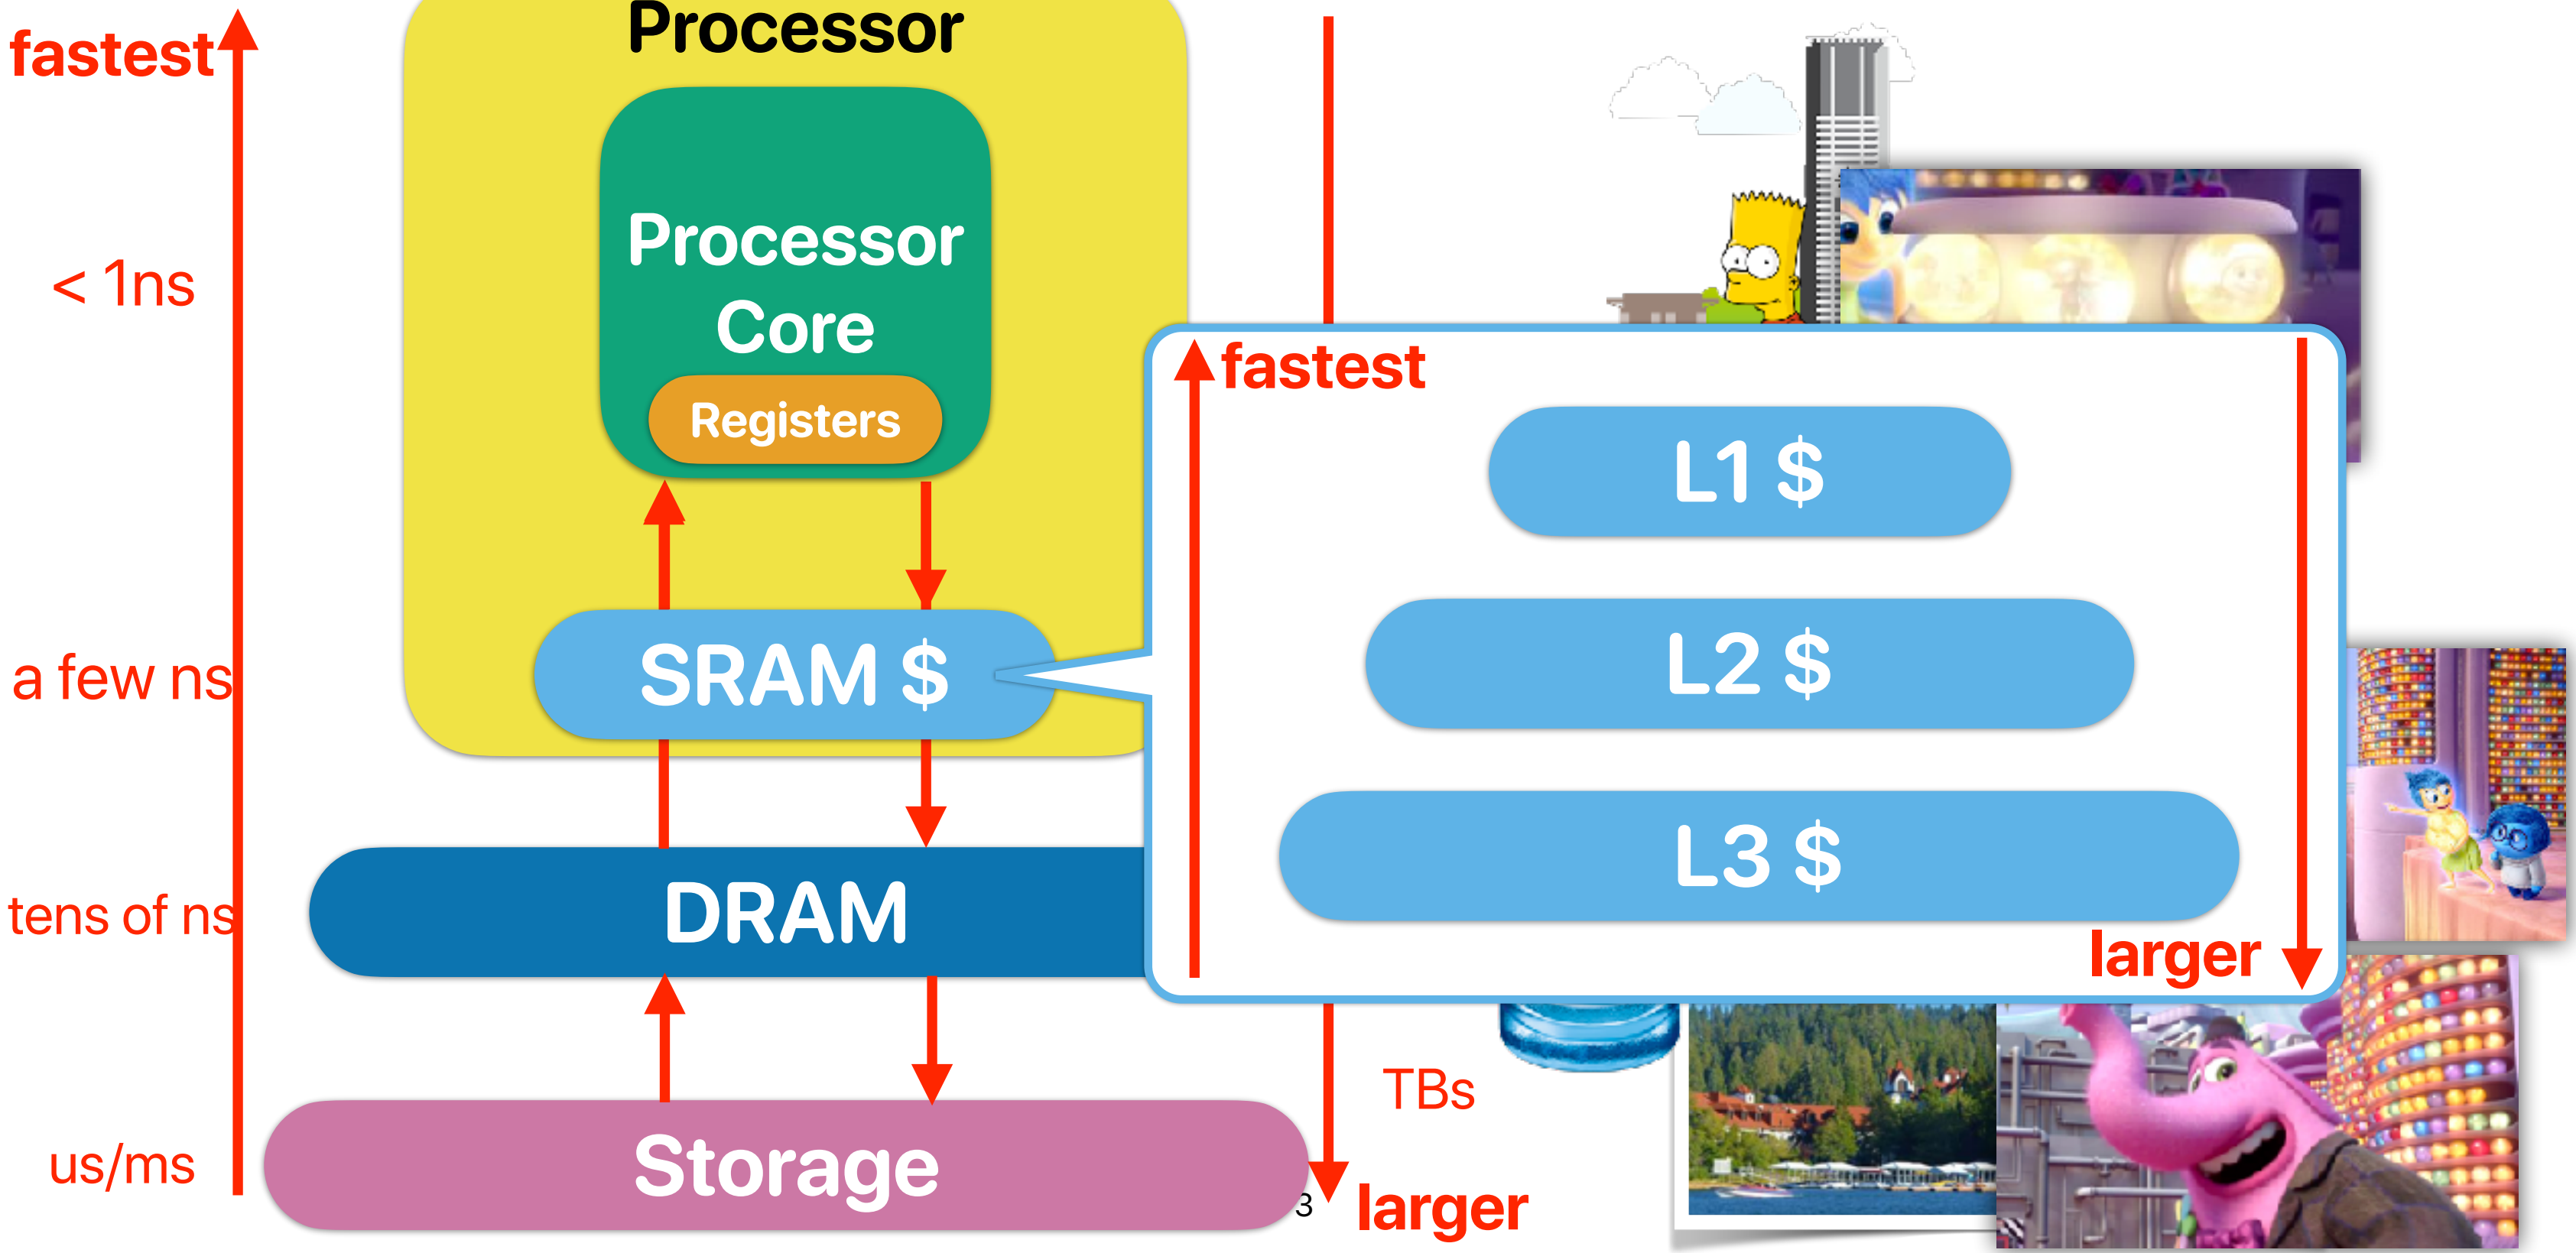 Processor
fastest
Processor
Core
< 1ns
Registers
fastest
L1 $
a few ns
SRAM $
L2 $
tens of ns
DRAM
L3 $
larger
TBs
us/ms
Storage
3
larger